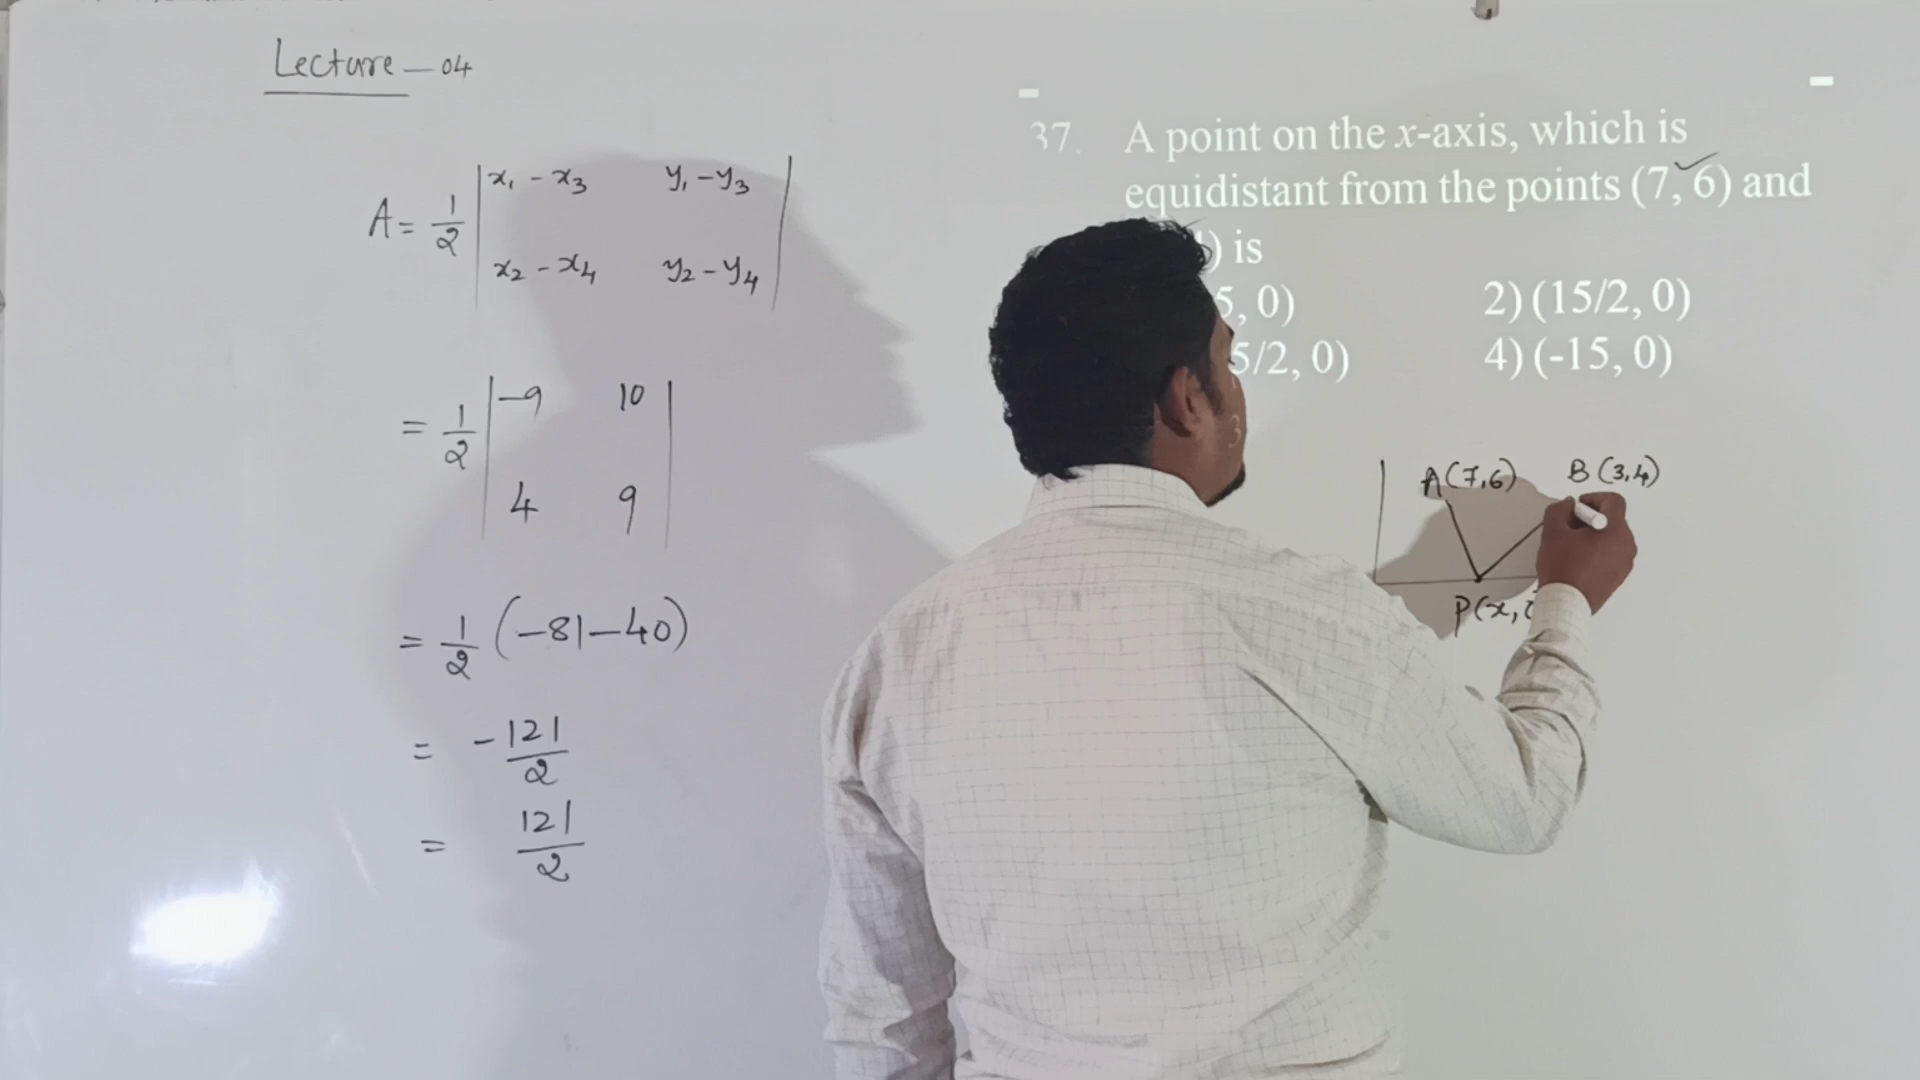 Lecture - 04
A = 1/2 | x₁ - x₃ y₁ - y₃ |
| x₂ - x₄ y₂ - y₄ |
= 1/2 | -9 10 |
| 4 9 |
= 1/2 (-81-40)
= -121/2
= 121/2
37. A point on the x-axis, which is
equidistant from the points (7, 6) and
) is
5, 0) 2) (15/2, 0)
5/2, 0) 4) (-15, 0)
A(7,6) B(3,4)
P(x,